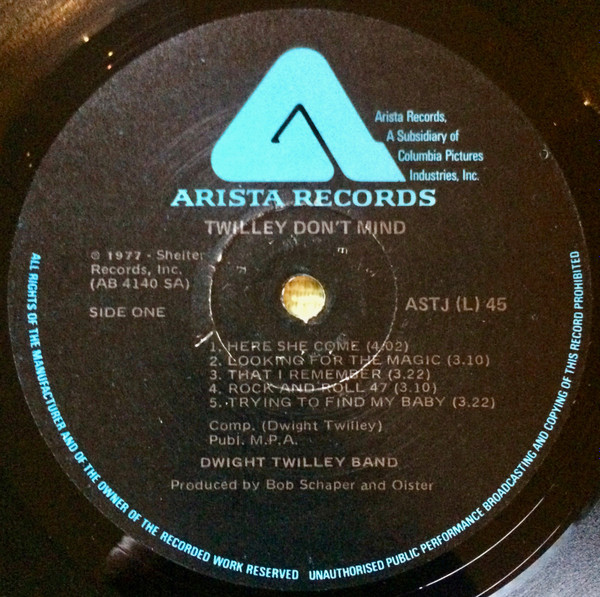 Arista Records,
A Subsidiary of
Columbia Pictures
Industries, Inc.
ARISTA RECORDS
TWILLEY DON'T MIND
℗ 1977 - Shelter
Records, Inc.
(AB 4140 SA)
SIDE ONE
ASTJ (L) 45
1. HERE SHE COME (4.02)
2. LOOKING FOR THE MAGIC (3.10)
3. THAT I REMEMBER (3.22)
4. ROCK AND ROLL 47 (3.10)
5. TRYING TO FIND MY BABY (3.22)
Comp. (Dwight Twilley)
Publ. M.P.A.
DWIGHT TWILLEY BAND
Produced by Bob Schaper and Oister
ALL RIGHTS OF THE MANUFACTURER AND OF THE OWNER OF THE RECORDED WORK RESERVED UNAUTHORISED PUBLIC PERFORMANCE BROADCASTING AND COPYING OF THIS RECORD PROHIBITED